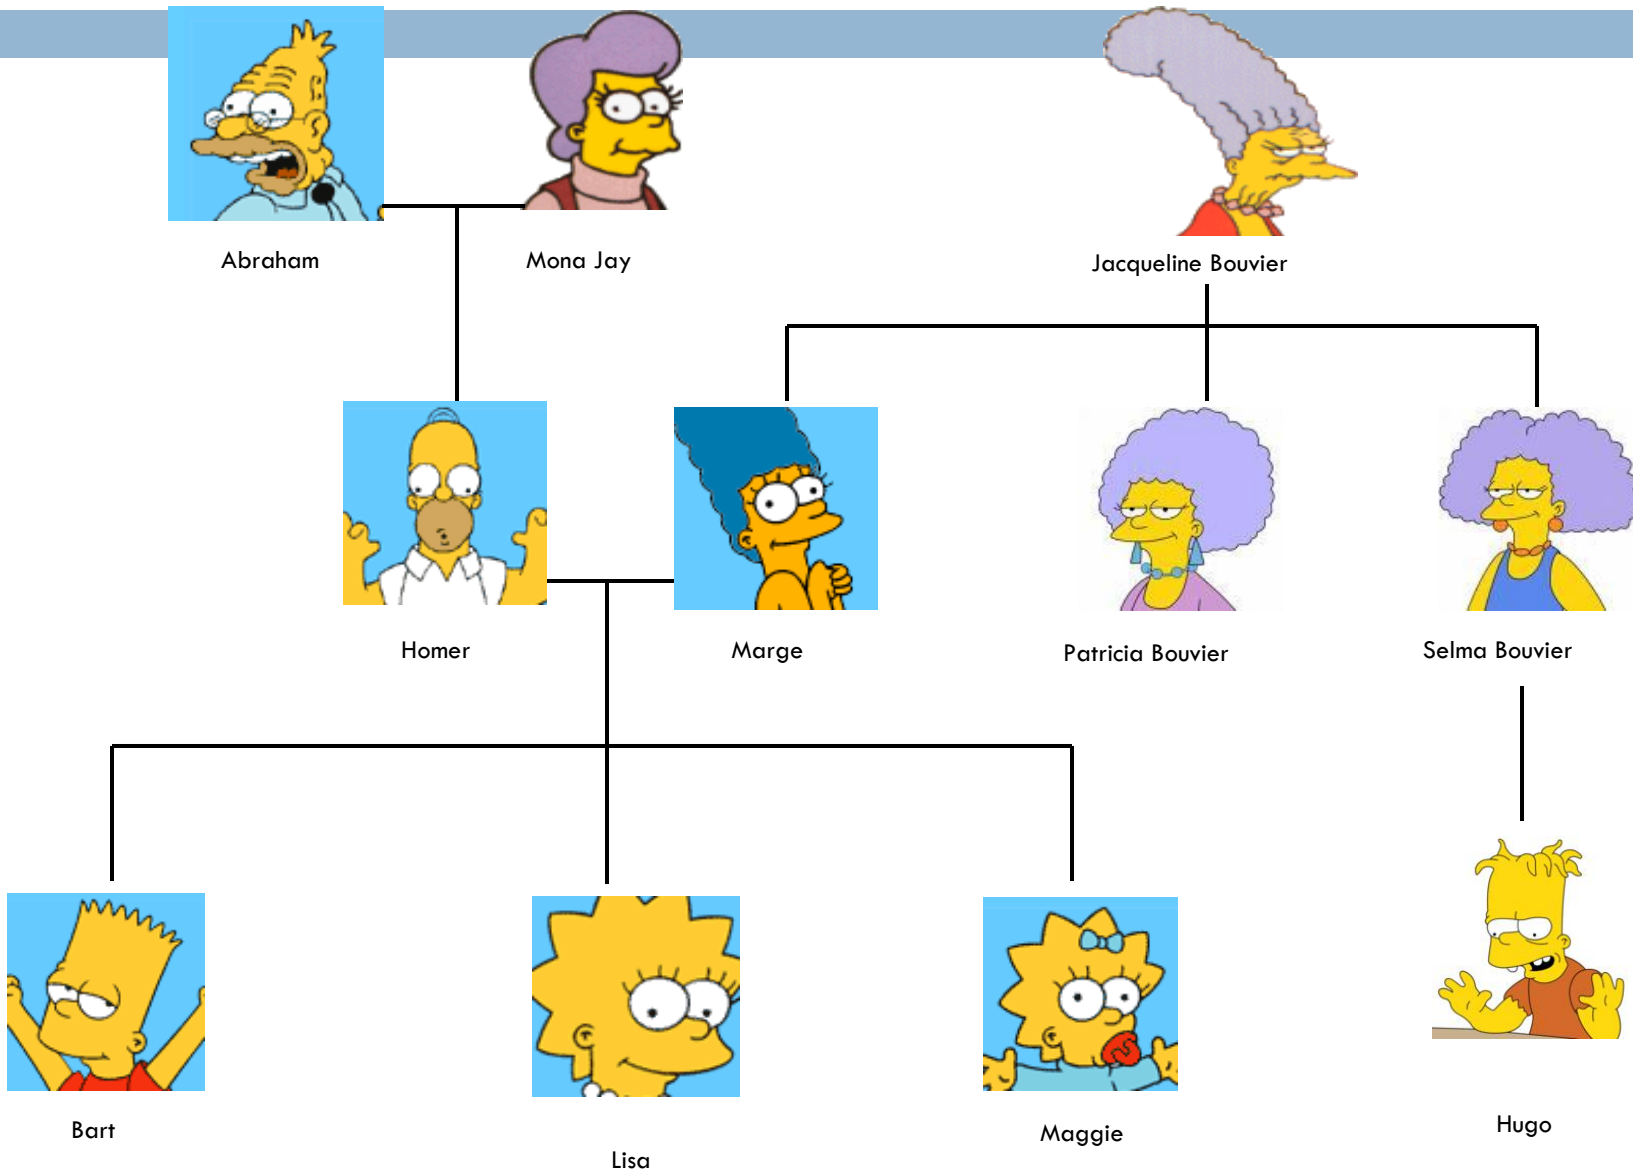 Abraham
Mona Jay
Jacqueline Bouvier
Homer
Marge
Patricia Bouvier
Selma Bouvier
Bart
Lisa
Maggie
Hugo